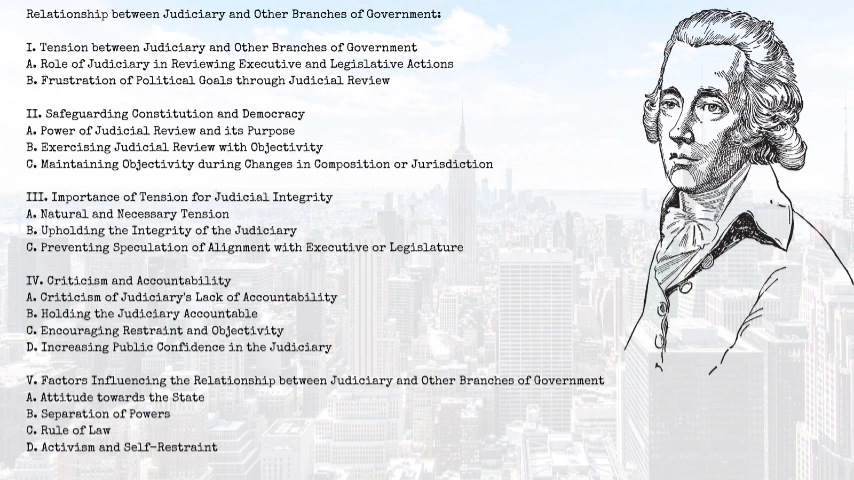 Relationship between Judiciary and Other Branches of Government:
I. Tension between Judiciary and Other Branches of Government
A. Role of Judiciary in Reviewing Executive and Legislative Actions
B. Frustration of Political Goals through Judicial Review
II. Safeguarding Constitution and Democracy
A. Power of Judicial Review and its Purpose
B. Exercising Judicial Review with Objectivity
C. Maintaining Objectivity during Changes in Composition or Jurisdiction
III. Importance of Tension for Judicial Integrity
A. Natural and Necessary Tension
B. Upholding the Integrity of the Judiciary
C. Preventing Speculation of Alignment with Executive or Legislature
IV. Criticism and Accountability
A. Criticism of Judiciary's Lack of Accountability
B. Holding the Judiciary Accountable
C. Encouraging Restraint and Objectivity
D. Increasing Public Confidence in the Judiciary
V. Factors Influencing the Relationship between Judiciary and Other Branches of Government
A. Attitude towards the State
B. Separation of Powers
C. Rule of Law
D. Activism and Self-Restraint